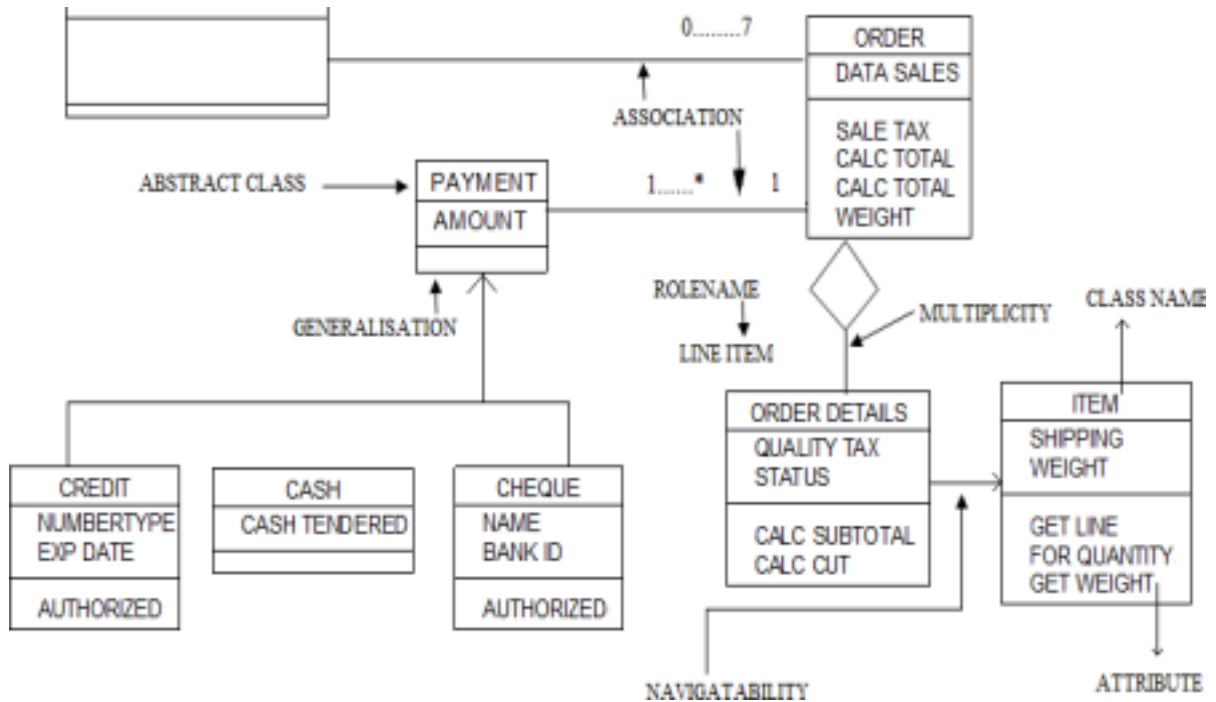 0.........7
ORDER
DATA SALES
SALE TAX
CALC TOTAL
CALC TOTAL
WEIGHT
ASSOCIATION
ABSTRACT CLASS
PAYMENT
AMOUNT
1......*
1
GENERALISATION
ROLENAME
LINE ITEM
MULTIPLICITY
CLASS NAME
ORDER DETAILS
QUALITY TAX
STATUS
CALC SUBTOTAL
CALC CUT
ITEM
SHIPPING
WEIGHT
GET LINE
FOR QUANTITY
GET WEIGHT
CREDIT
NUMBERTYPE
EXP DATE
AUTHORIZED
CASH
CASH TENDERED
CHEQUE
NAME
BANK ID
AUTHORIZED
NAVIGATABILITY
ATTRIBUTE